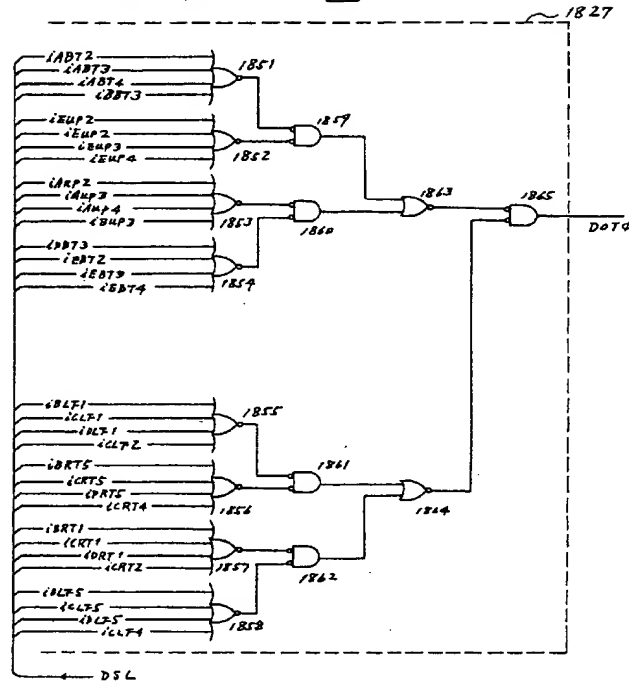 1827
iABT2
iABT3
iABT4
iBBT3
1851
iEUP2
iEUP2
iEUP3
iEUP4
1852
1859
iAUP2
iAUP3
iAUP4
iBUP3
1853
1860
iDBT3
iEBT2
iEBT3
iEBT4
1854
1863
1865
DOT4
iBLT1
iCLT1
iDLT1
iCLT2
1855
iBRT5
iCRT5
iDRT5
iCRT4
1856
1861
iBRT1
iCRT1
iDRT1
iCRT2
1857
1862
iBLT5
iCLT5
iDLT5
iCLT4
1858
1864
DSL